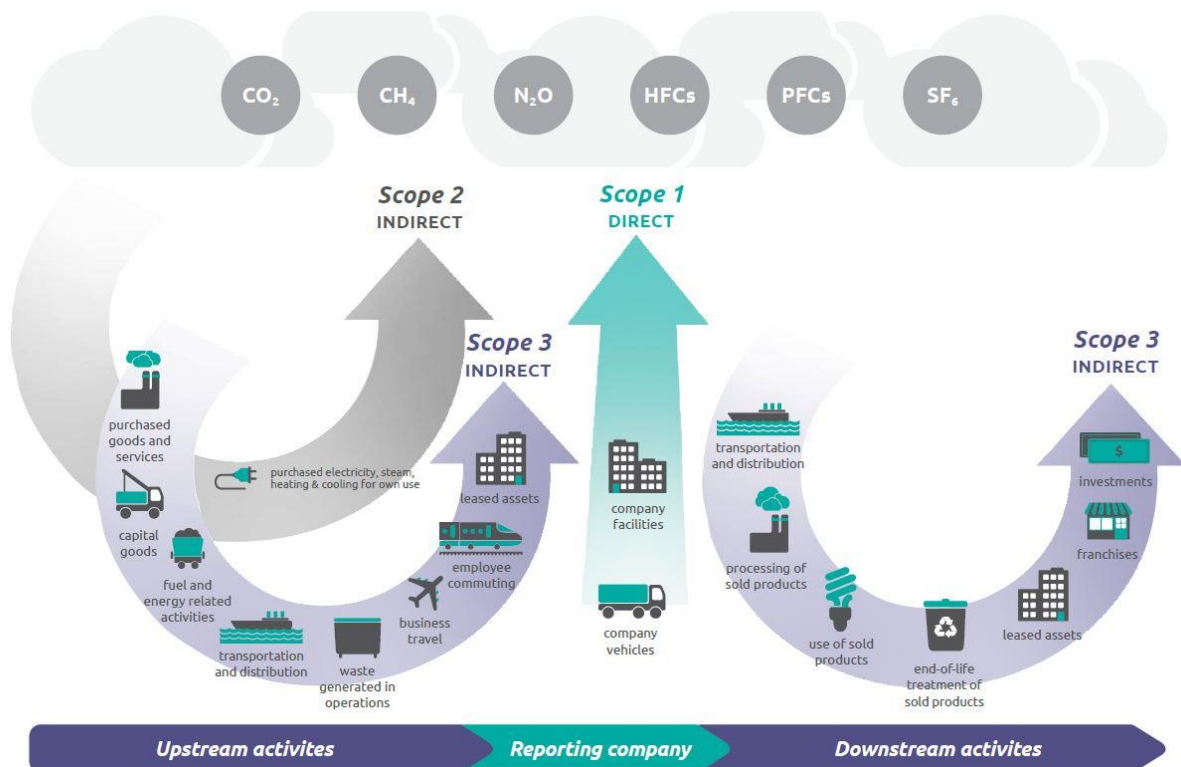 CO₂
CH₄
N₂O
HFCs
PFCs
SF₆
Scope 2
INDIRECT
Scope 1
DIRECT
Scope 3
INDIRECT
Scope 3
INDIRECT
purchased
goods and
services
capital
goods
fuel and
energy related
activities
transportation
and distribution
waste
generated in
operations
business
travel
employee
commuting
leased assets
purchased electricity, steam,
heating & cooling for own use
company
facilities
company
vehicles
transportation
and distribution
processing of
sold products
use of sold
products
end-of-life
treatment of
sold products
leased assets
franchises
investments
$
Upstream activites
Reporting company
Downstream activites